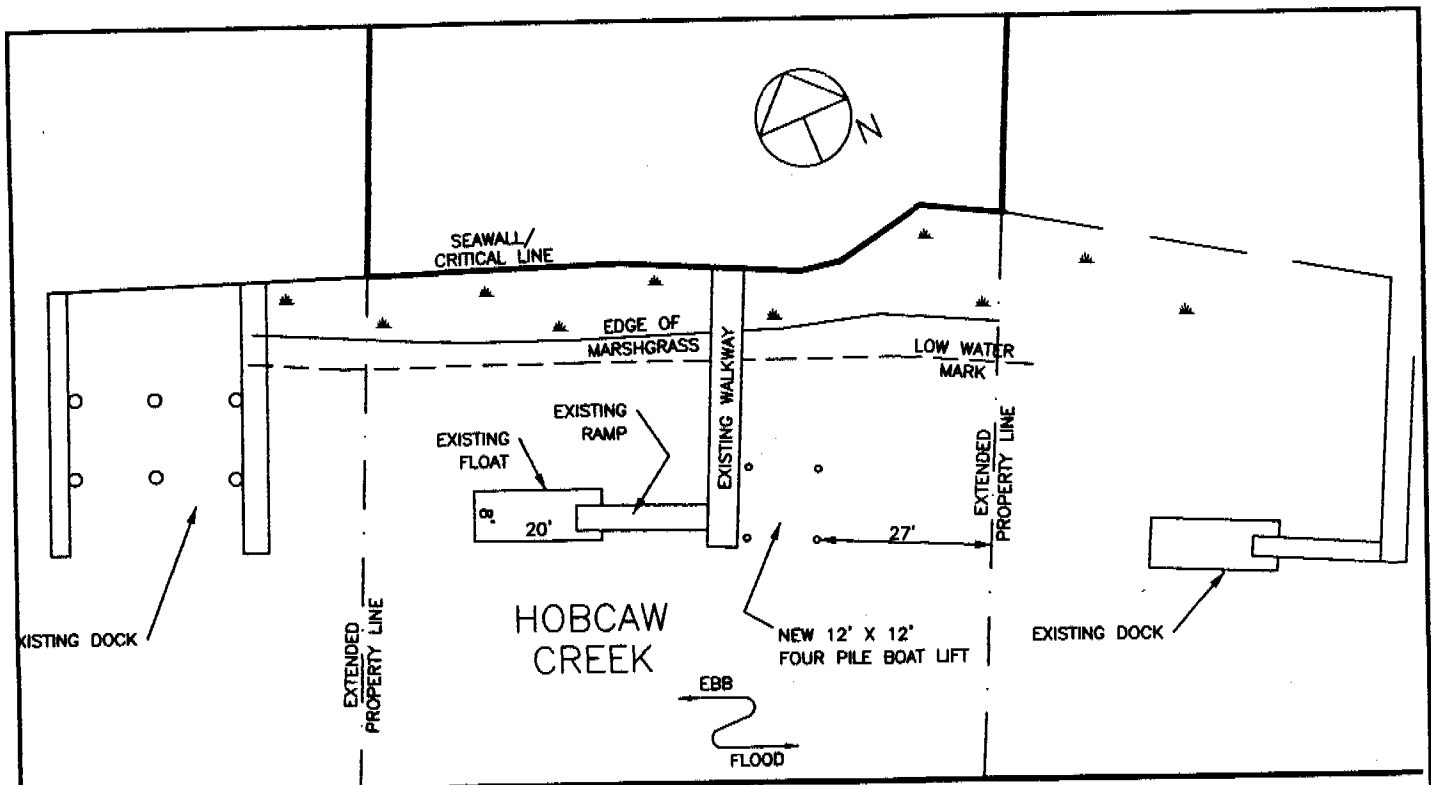 N
SEAWALL/
CRITICAL LINE
EDGE OF
MARSHGRASS
LOW WATER
MARK
EXISTING WALKWAY
EXISTING
RAMP
EXISTING
FLOAT
8'
20'
27'
EXTENDED
PROPERTY LINE
XISTING DOCK
HOBCAW
CREEK
NEW 12' X 12'
FOUR PILE BOAT LIFT
EXISTING DOCK
EXTENDED
PROPERTY LINE
EBB
FLOOD